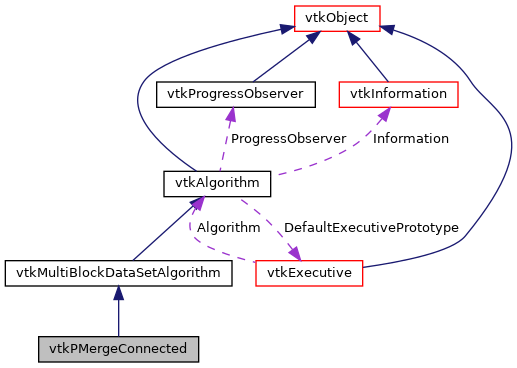 vtkObject
vtkProgressObserver
vtkInformation
ProgressObserver
Information
vtkAlgorithm
Algorithm
DefaultExecutivePrototype
vtkMultiBlockDataSetAlgorithm
vtkExecutive
vtkPMergeConnected